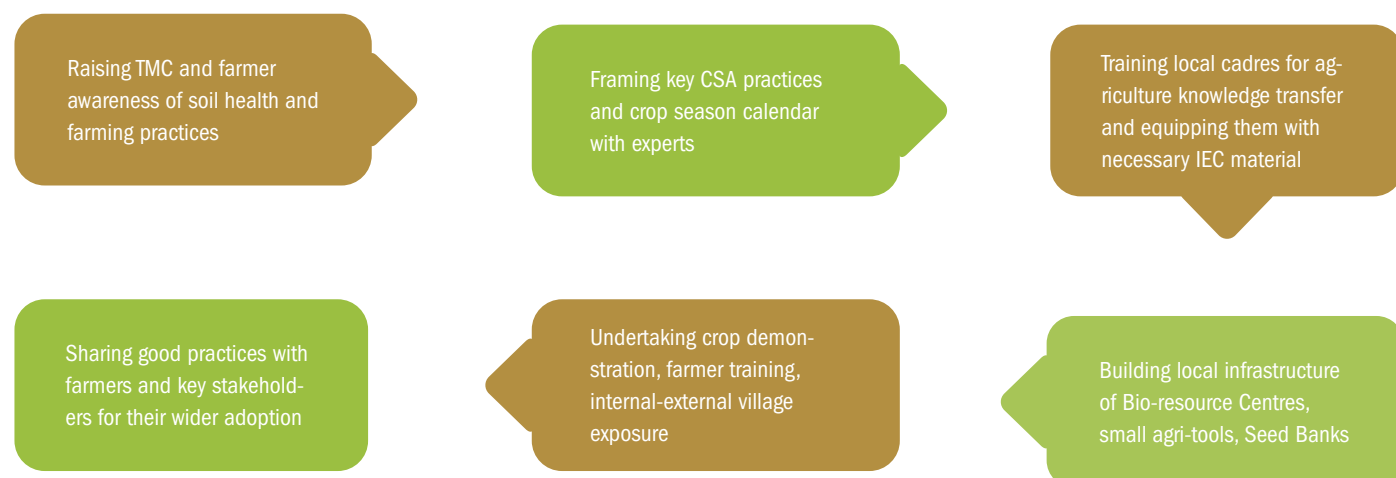 Raising TMC and farmer
awareness of soil health and
farming practices
Framing key CSA practices
and crop season calendar
with experts
Training local cadres for ag-
riculture knowledge transfer
and equipping them with
necessary IEC material
Building local infrastructure
of Bio-resource Centres,
small agri-tools, Seed Banks
Undertaking crop demon-
stration, farmer training,
internal-external village
exposure
Sharing good practices with
farmers and key stakehold-
ers for their wider adoption